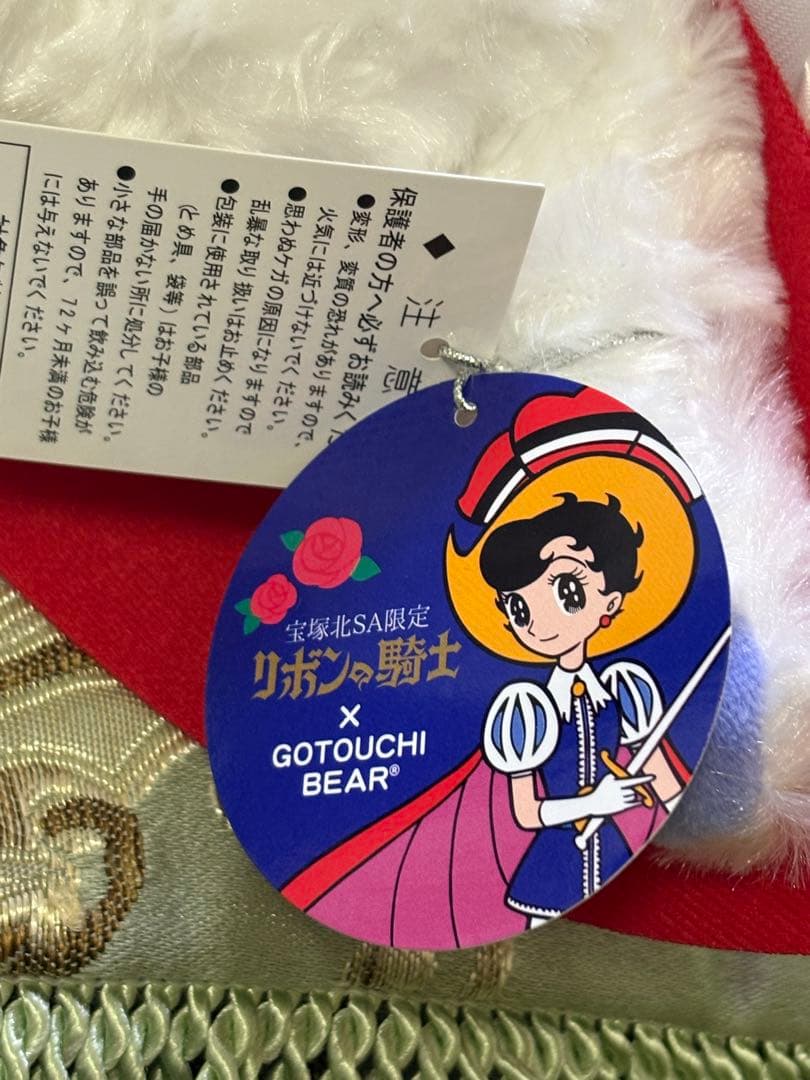 ◆ 注意
保護者の方へ必ずお読みく
●変形、変質の恐れがありますので、
火気には近づけないでください。
●思わぬケガの原因になりますので
乱暴な取り扱いはお止めください。
●包装に使用されている部品
(とめ具、袋等)はお子様の
手の届かない所に処分してください。
●小さな部品を誤って飲み込む危険が
ありますので、72ヶ月未満のお子様
には与えないでください。
宝塚北SA限定
リボンの騎士
×
GOTOUCHI
BEAR®